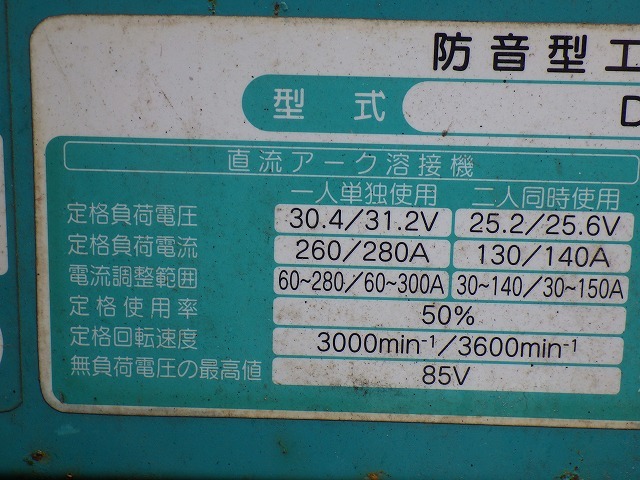 防音型工
型式 D
直流アーク溶接機
一人単独使用 二人同時使用
定格負荷電圧 30.4/31.2V 25.2/25.6V
定格負荷電流 260/280A 130/140A
電流調整範囲 60~280/60~300A 30~140/30~150A
定格使用率 50%
定格回転速度 3000min⁻¹/3600min⁻¹
無負荷電圧の最高値 85V